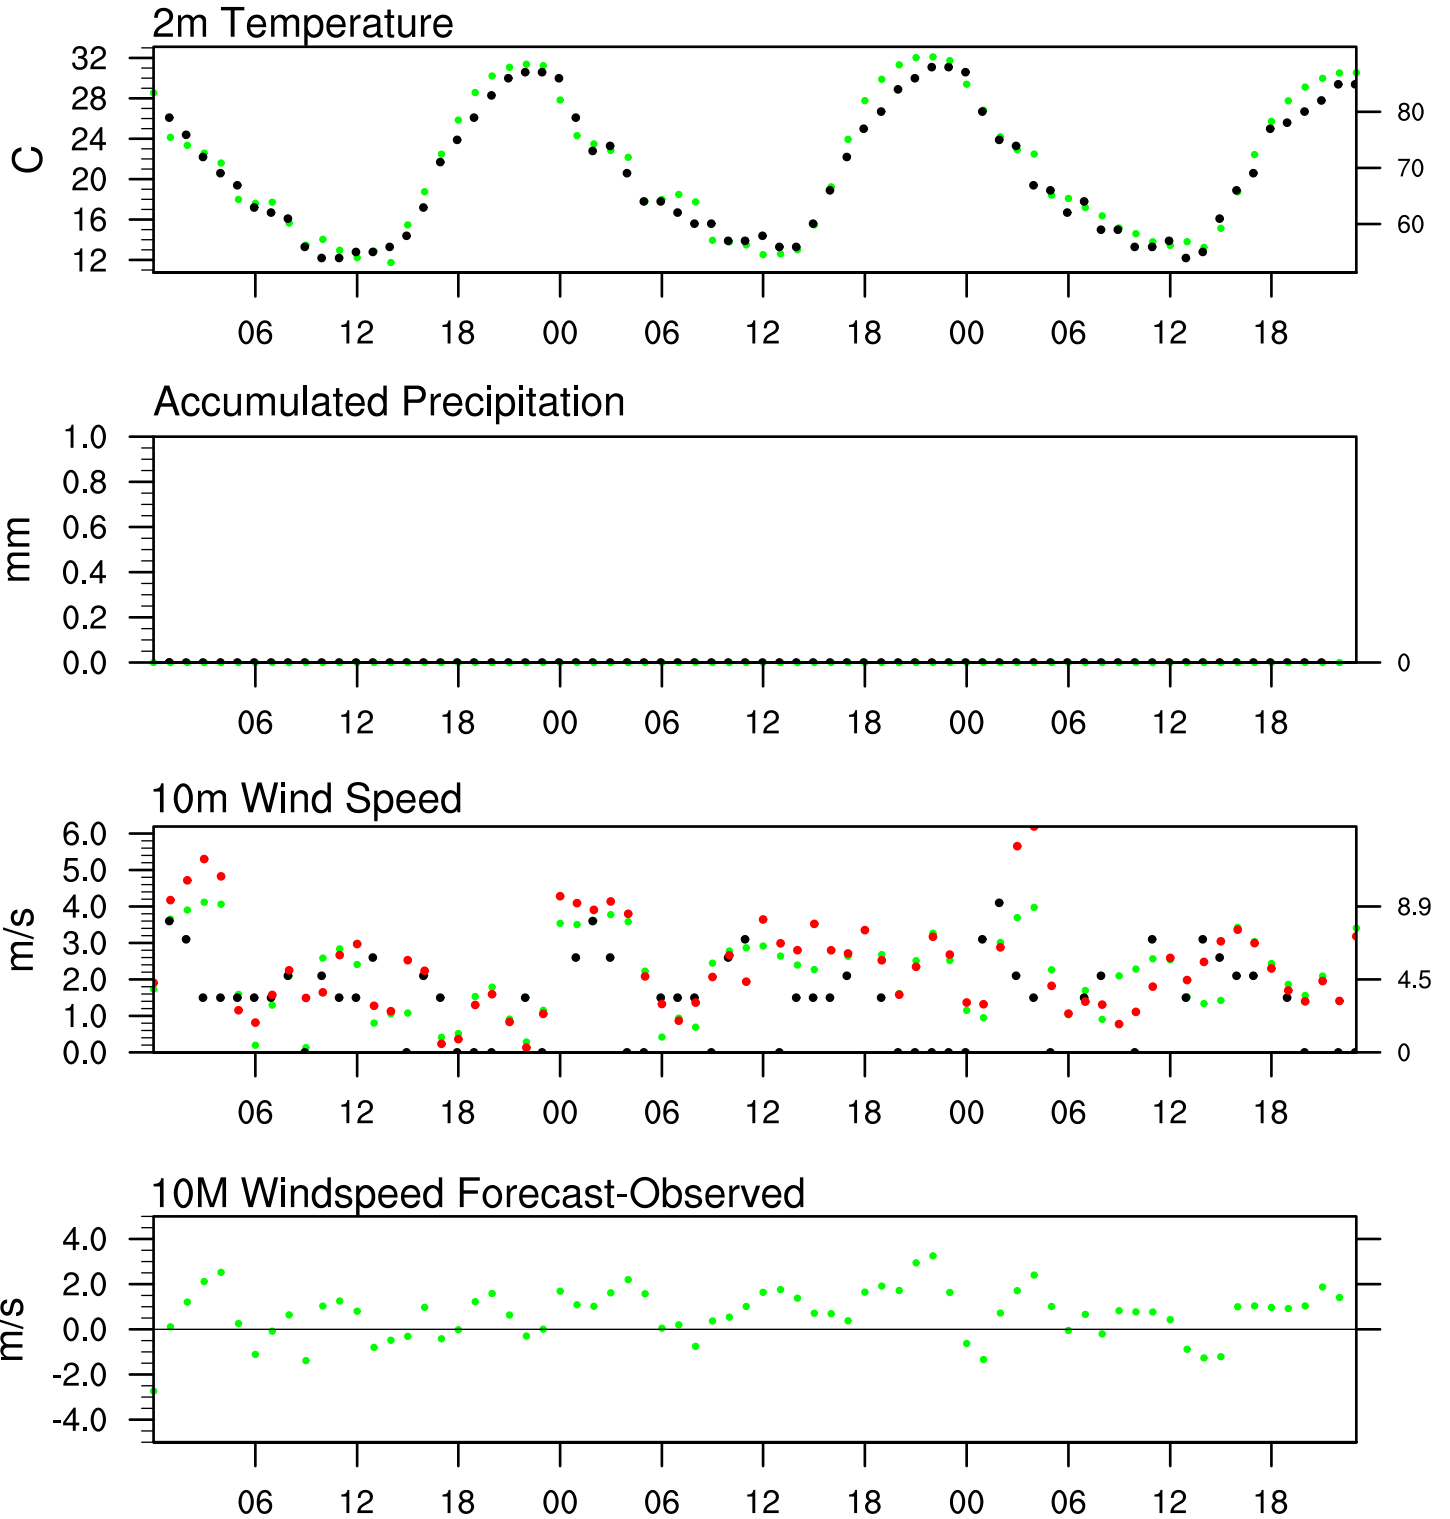 2m Temperature
32
28
24
20
16
12
C
80
70
60
06 12 18 00 06 12 18 00 06 12 18
Accumulated Precipitation
1.0
0.8
0.6
0.4
0.2
0.0
mm
0
06 12 18 00 06 12 18 00 06 12 18
10m Wind Speed
6.0
5.0
4.0
3.0
2.0
1.0
0.0
m/s
8.9
4.5
0
06 12 18 00 06 12 18 00 06 12 18
10M Windspeed Forecast-Observed
4.0
2.0
0.0
-2.0
-4.0
m/s
06 12 18 00 06 12 18 00 06 12 18